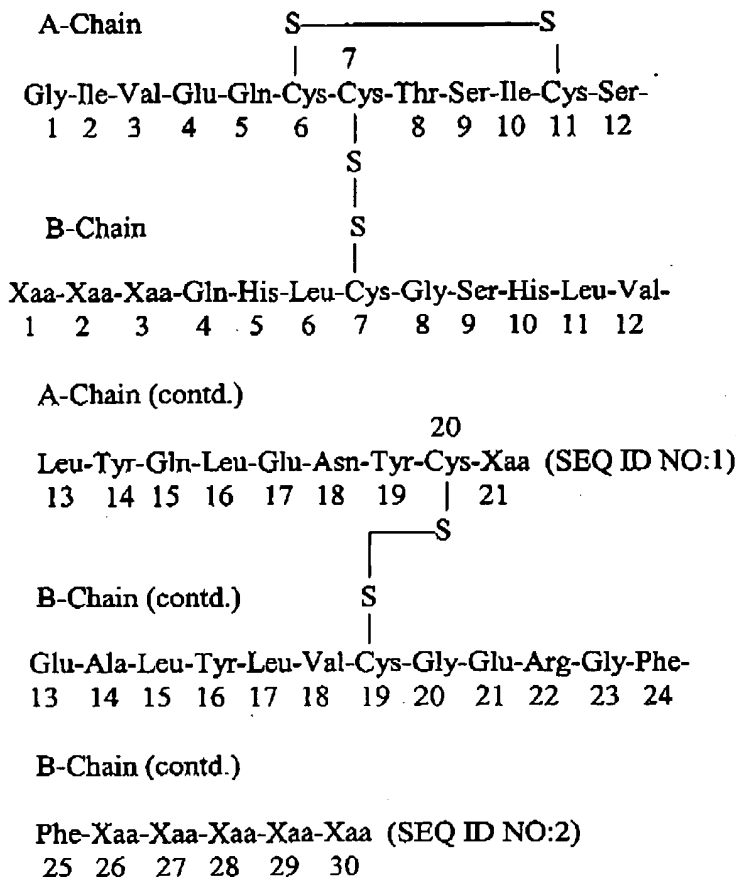 A-Chain
S S
7
Gly-Ile-Val-Glu-Gln-Cys-Cys-Thr-Ser-Ile-Cys-Ser-
1 2 3 4 5 6 8 9 10 11 12
S
S
B-Chain
Xaa-Xaa-Xaa-Gln-His-Leu-Cys-Gly-Ser-His-Leu-Val-
1 2 3 4 5 6 7 8 9 10 11 12
A-Chain (contd.)
20
Leu-Tyr-Gln-Leu-Glu-Asn-Tyr-Cys-Xaa (SEQ ID NO:1)
13 14 15 16 17 18 19 21
S
B-Chain (contd.)
S
Glu-Ala-Leu-Tyr-Leu-Val-Cys-Gly-Glu-Arg-Gly-Phe-
13 14 15 16 17 18 19 20 21 22 23 24
B-Chain (contd.)
Phe-Xaa-Xaa-Xaa-Xaa-Xaa (SEQ ID NO:2)
25 26 27 28 29 30